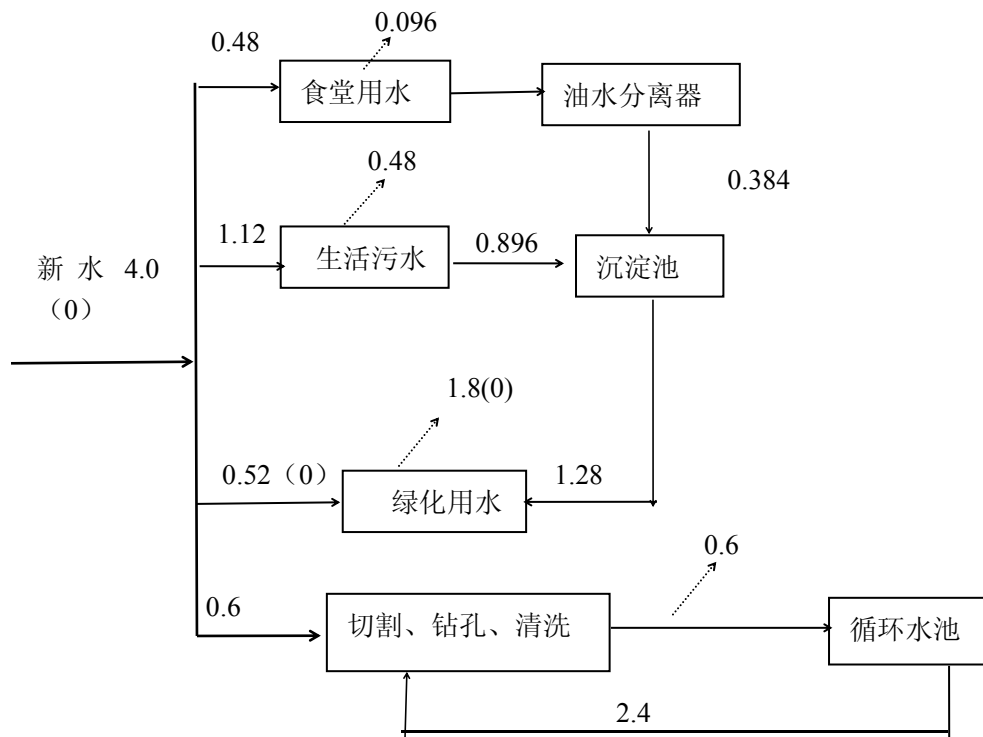 0.096
0.48
食堂用水
油水分离器
0.48
0.384
1.12
生活污水
0.896
沉淀池
新水 4.0
（0）
1.8(0)
0.52（0）
绿化用水
1.28
0.6
0.6
切割、钻孔、清洗
循环水池
2.4